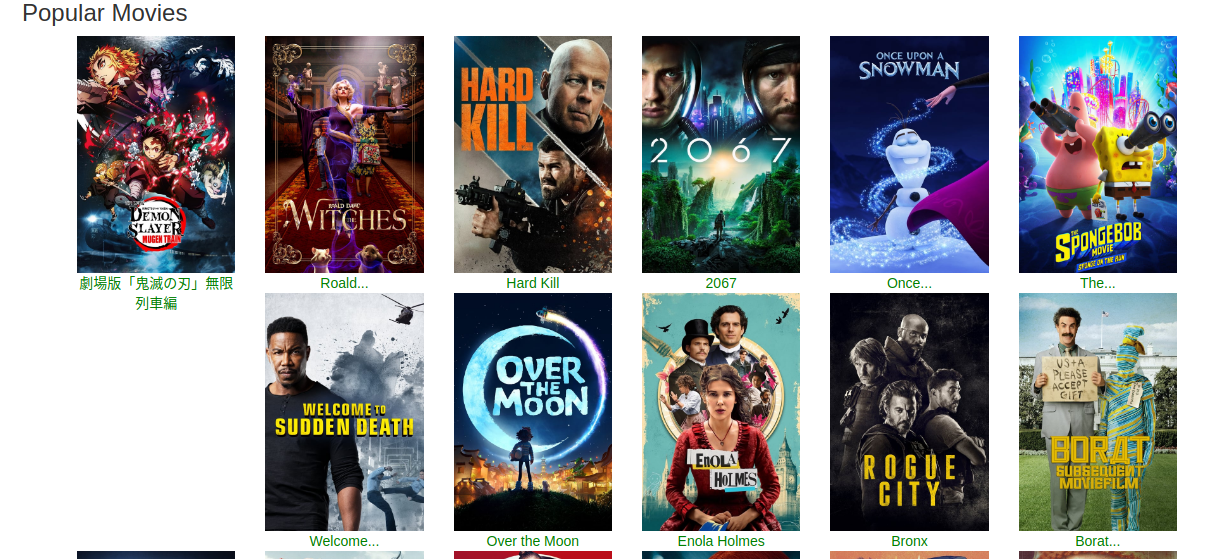 Popular Movies
DEMON
SLAYER
MUGEN TRAIN
ROALD DAHL'S
THE
WITCHES
HARD
KILL
2067
ONCE UPON A
SNOWMAN
THE
SPONGEBOB
MOVIE
SPONGE ON THE RUN
劇場版「鬼滅の刃」無限
列車編
Roald...
Hard Kill
2067
Once...
The...
WELCOME TO
SUDDEN DEATH
OVER
THE
MOON
ENOLA
HOLMES
ROGUE
CITY
US+A
PLEASE
ACCEPT
GIFT
BORAT
SUBSEQUENT
MOVIEFILM
Welcome...
Over the Moon
Enola Holmes
Bronx
Borat...